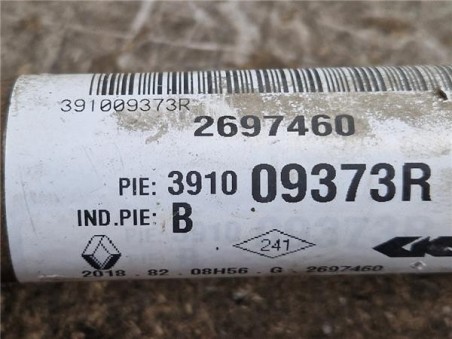 391009373R
2697460
PIE: 3910 09373R
IND.PIE: B
241
2018 . 82 . 08H56 . G . 2697460